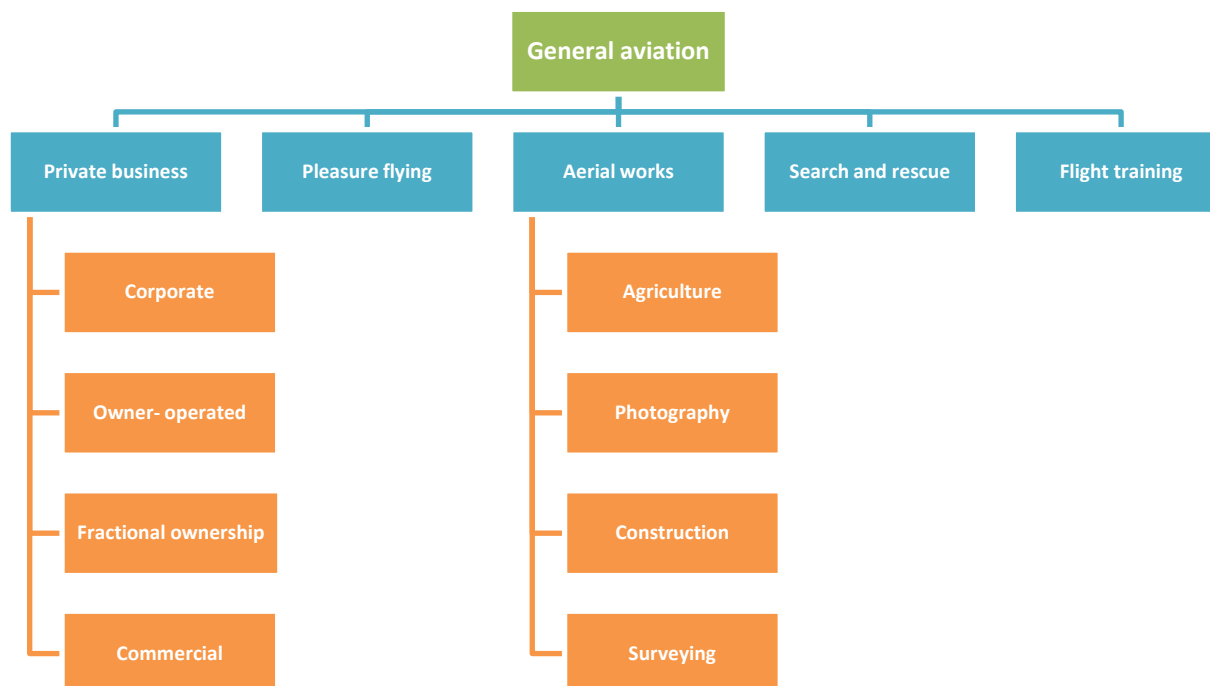 General aviation
Private business
Pleasure flying
Aerial works
Search and rescue
Flight training
Corporate
Owner- operated
Fractional ownership
Commercial
Agriculture
Photography
Construction
Surveying